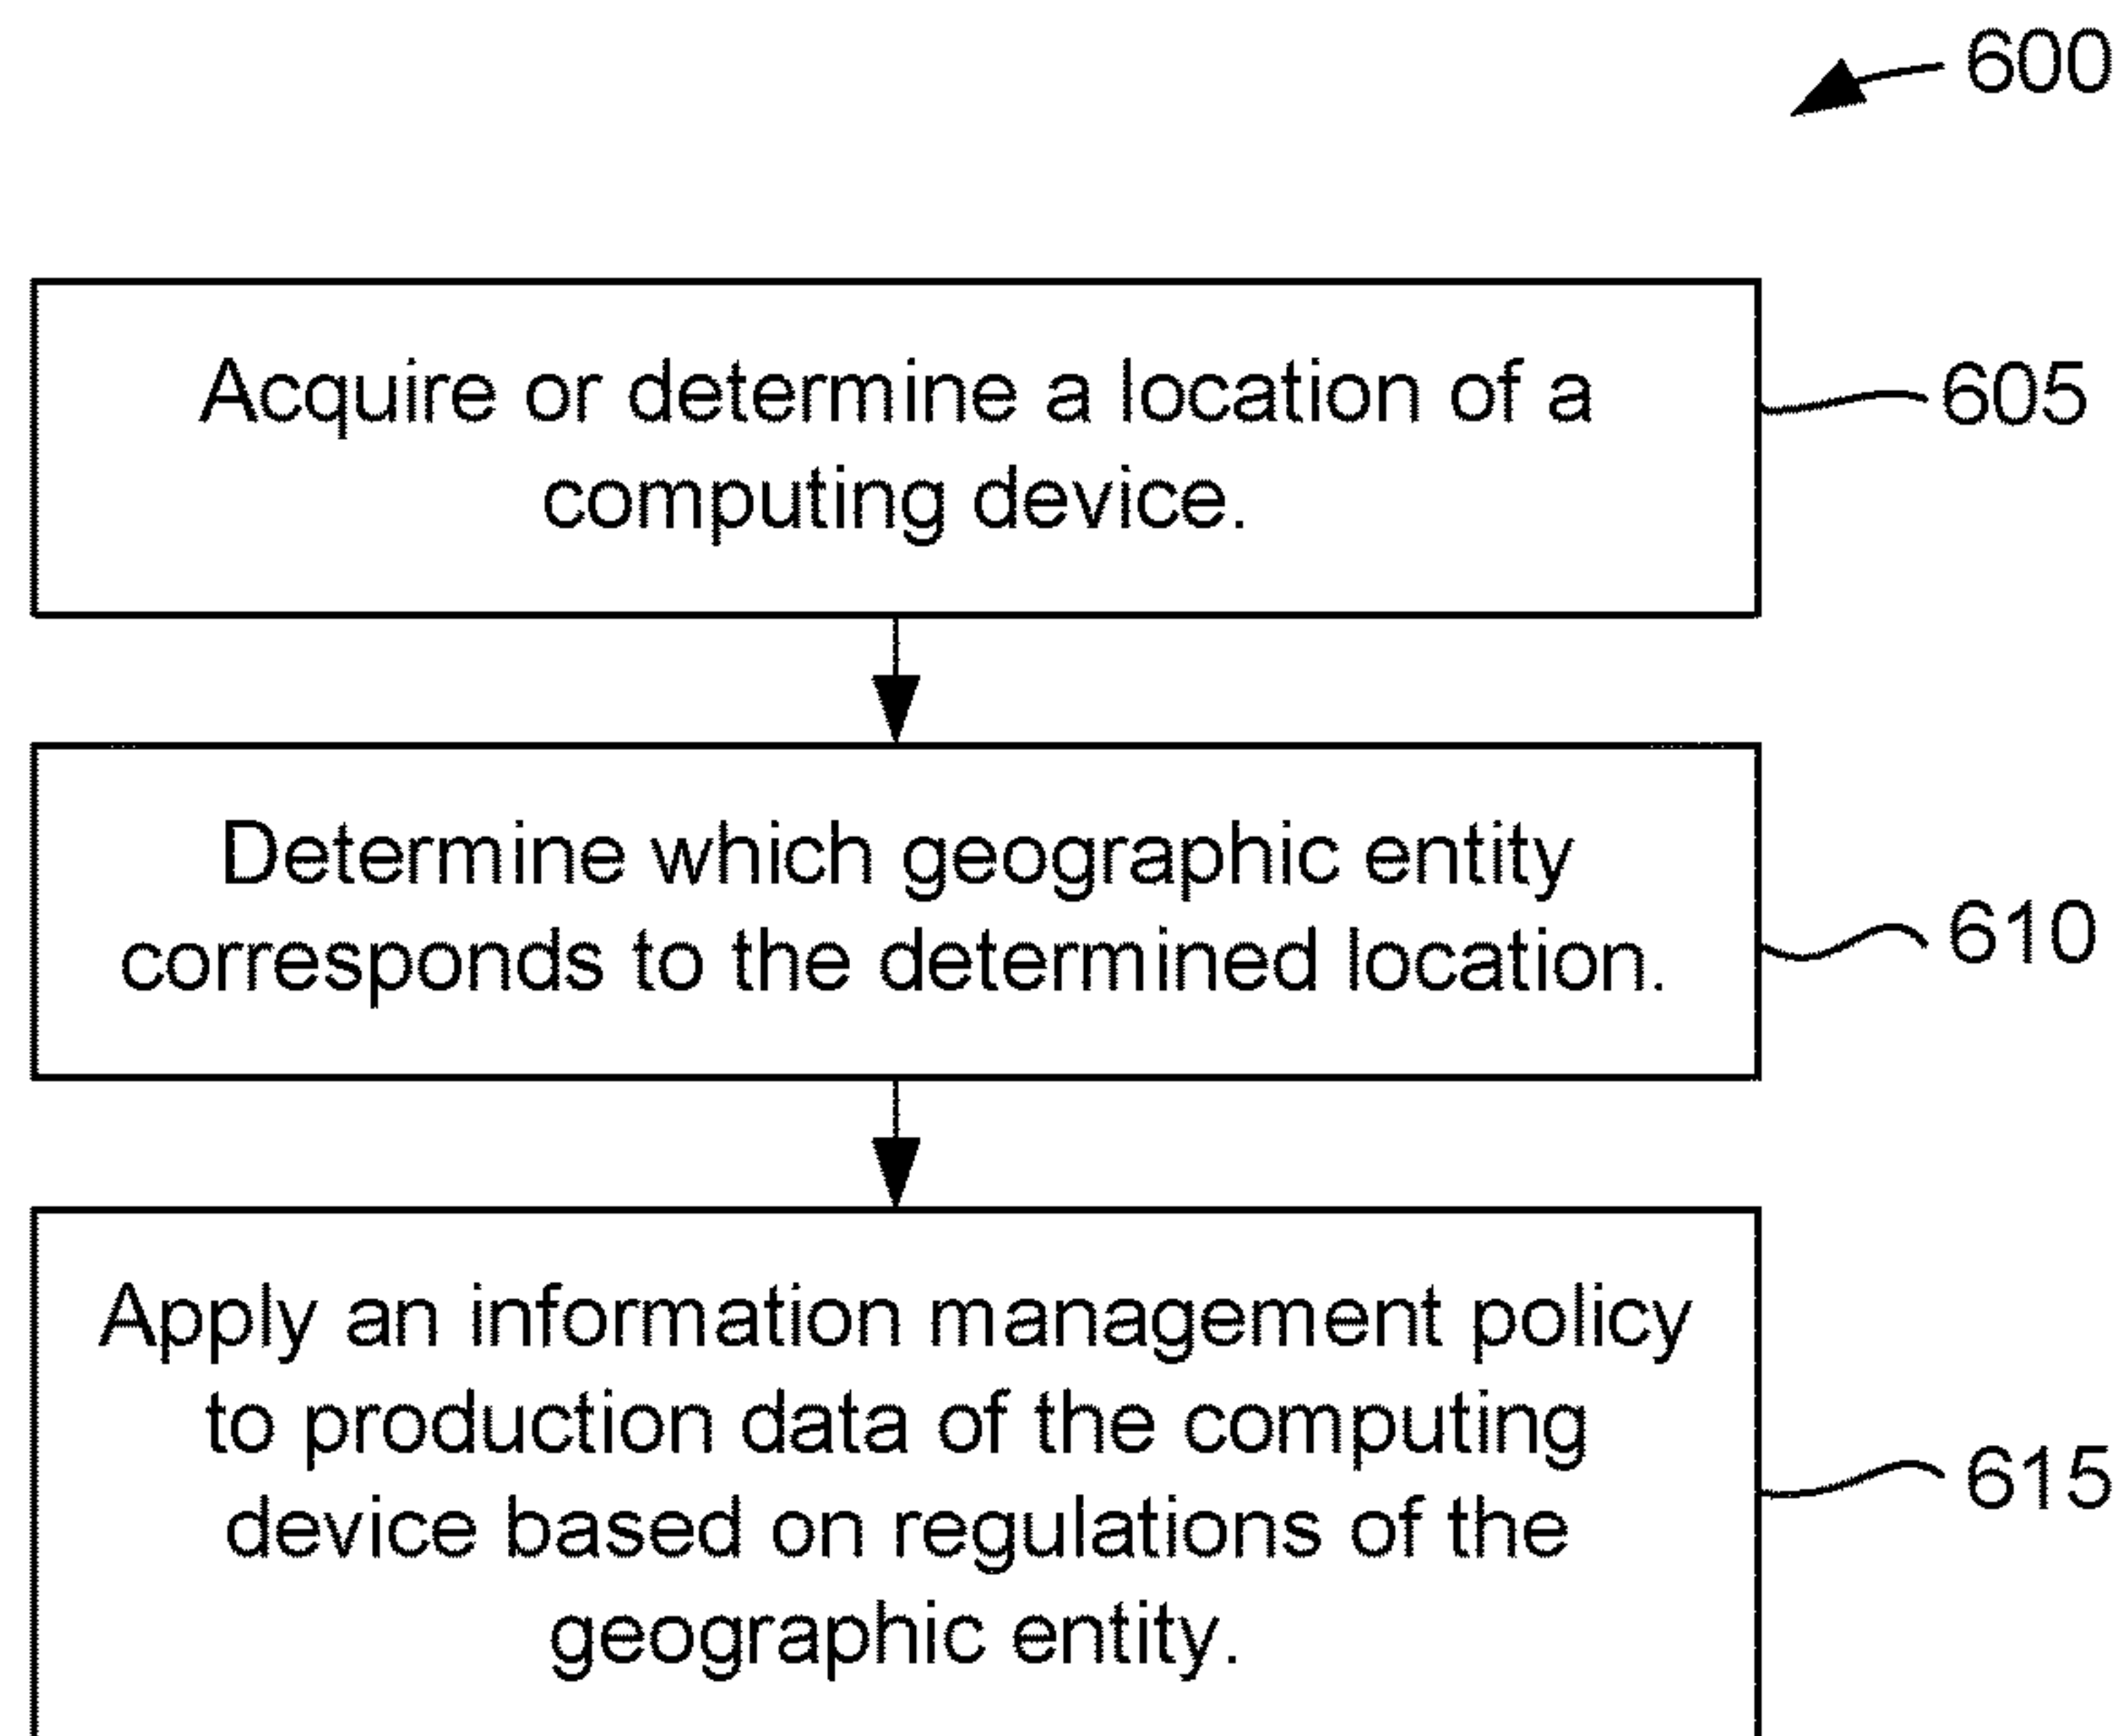 600
Acquire or determine a location of a
computing device.
605
Determine which geographic entity
corresponds to the determined location.
610
Apply an information management policy
to production data of the computing
device based on regulations of the
geographic entity.
615